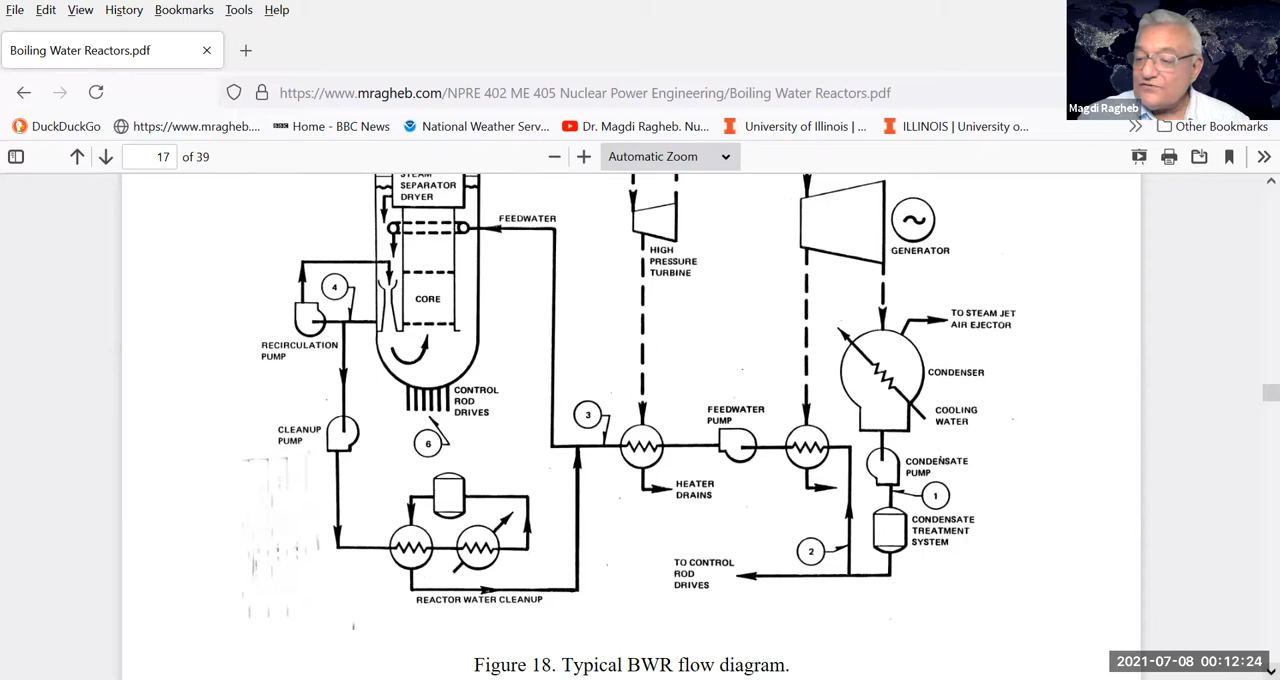 File Edit View History Bookmarks Tools Help
Boiling Water Reactors.pdf
https://www.mragheb.com/NPRE 402 ME 405 Nuclear Power Engineering/Boiling Water Reactors.pdf
Magdi Ragheb
DuckDuckGo https://www.mragheb.... BBC Home - BBC News National Weather Serv... Dr. Magdi Ragheb. Nu... University of Illinois | ... ILLINOIS | University o... Other Bookmarks
17 of 39 Automatic Zoom
STEAM
SEPARATOR
DRYER
FEEDWATER
GENERATOR
HIGH
PRESSURE
TURBINE
4
CORE
TO STEAM JET
AIR EJECTOR
RECIRCULATION
PUMP
CONDENSER
CONTROL
ROD
DRIVES
COOLING
WATER
3
FEEDWATER
PUMP
CLEANUP
PUMP
6
CONDENSATE
PUMP
HEATER
DRAINS
1
CONDENSATE
TREATMENT
SYSTEM
2
TO CONTROL
ROD
DRIVES
REACTOR WATER CLEANUP
Figure 18. Typical BWR flow diagram.
2021-07-08 00:12:24